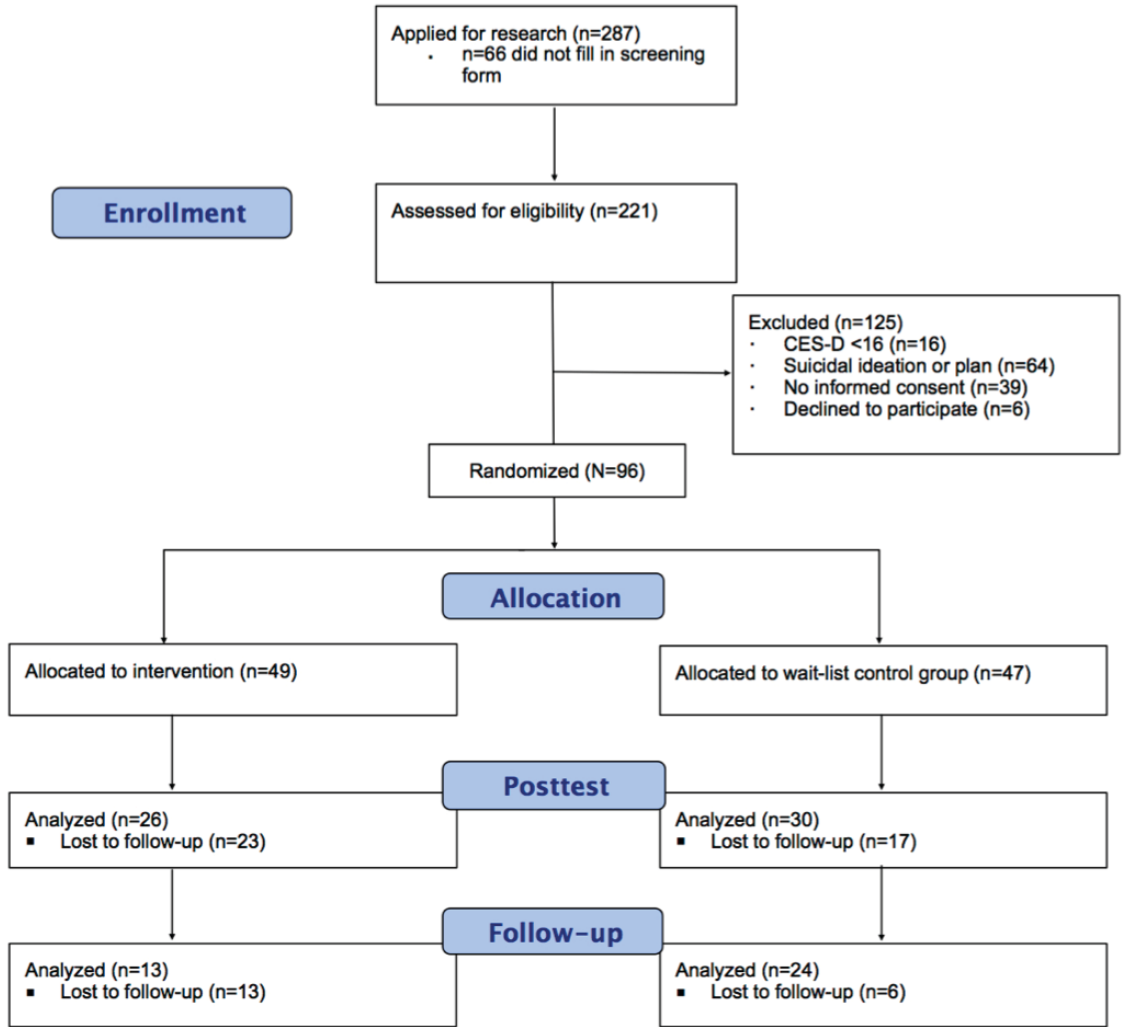 Applied for research (n=287)
· n=66 did not fill in screening
form
Enrollment
Assessed for eligibility (n=221)
Excluded (n=125)
· CES-D <16 (n=16)
· Suicidal ideation or plan (n=64)
· No informed consent (n=39)
· Declined to participate (n=6)
Randomized (N=96)
Allocation
Allocated to intervention (n=49)
Allocated to wait-list control group (n=47)
Posttest
Analyzed (n=26)
▪ Lost to follow-up (n=23)
Analyzed (n=30)
▪ Lost to follow-up (n=17)
Follow-up
Analyzed (n=13)
▪ Lost to follow-up (n=13)
Analyzed (n=24)
▪ Lost to follow-up (n=6)